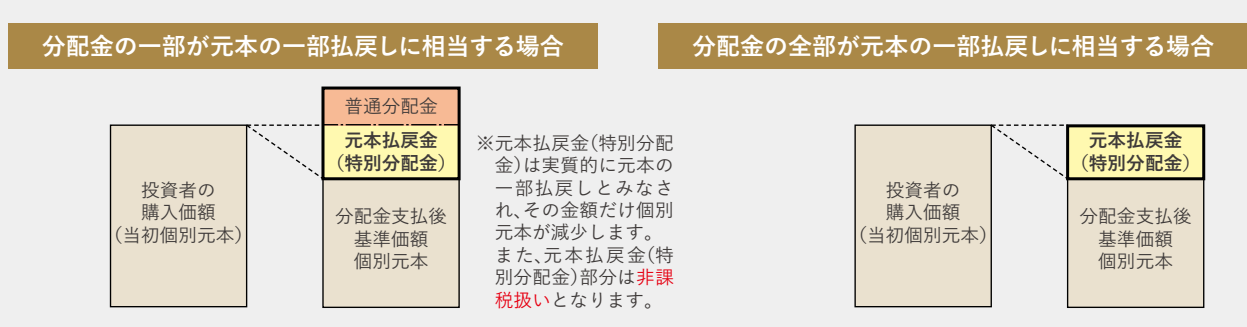 分配金の一部が元本の一部払戻しに相当する場合
普通分配金
元本払戻金
（特別分配金）
投資者の
購入価額
（当初個別元本）
分配金支払後
基準価額
個別元本
※元本払戻金（特別分配
金）は実質的に元本の
一部払戻しとみなさ
れ、その金額だけ個別
元本が減少します。
また、元本払戻金（特
別分配金）部分は非課
税扱いとなります。
分配金の全部が元本の一部払戻しに相当する場合
元本払戻金
（特別分配金）
投資者の
購入価額
（当初個別元本）
分配金支払後
基準価額
個別元本